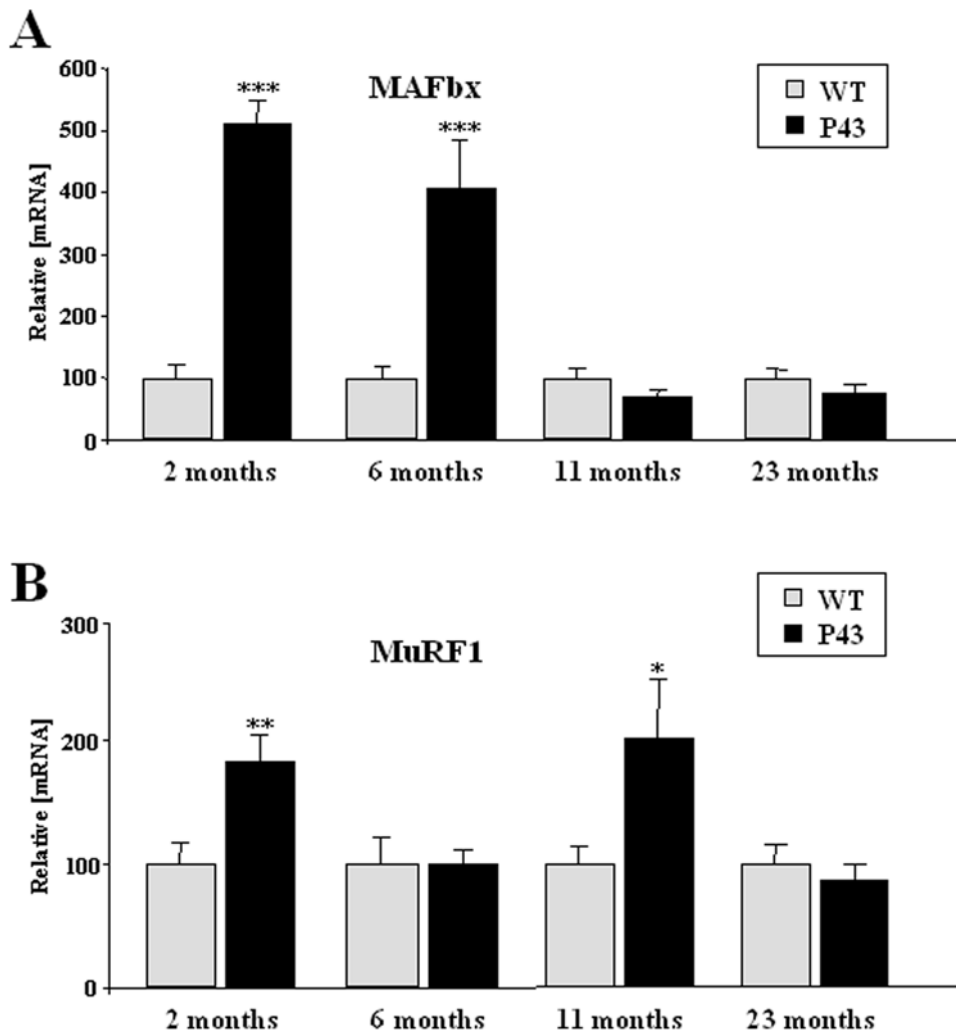 A
MAFbx
WT
P43
Relative [mRNA]
600
500
400
300
200
100
0
***
***
2 months
6 months
11 months
23 months
B
MuRF1
WT
P43
Relative [mRNA]
300
200
100
0
**
*
2 months
6 months
11 months
23 months